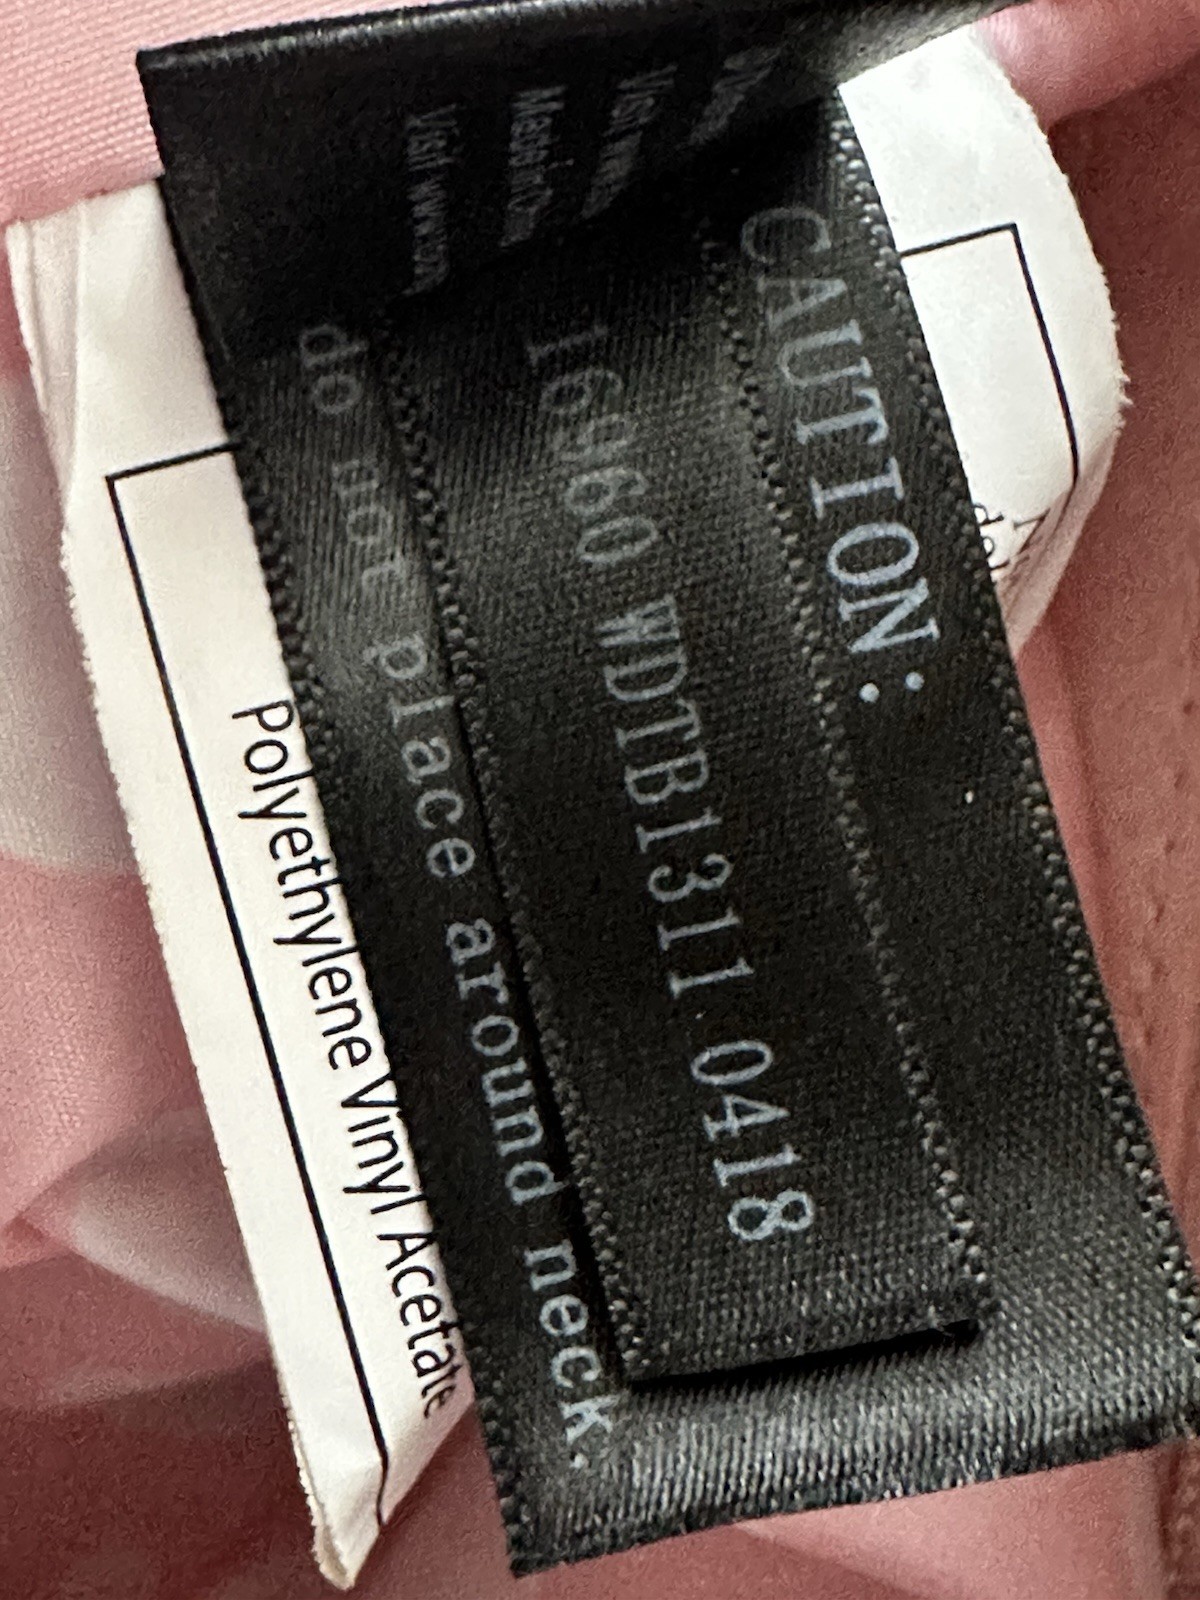 CAUTION:
16960 WDTB1311 0418
do not place around neck.
Polyethylene Vinyl Acetate